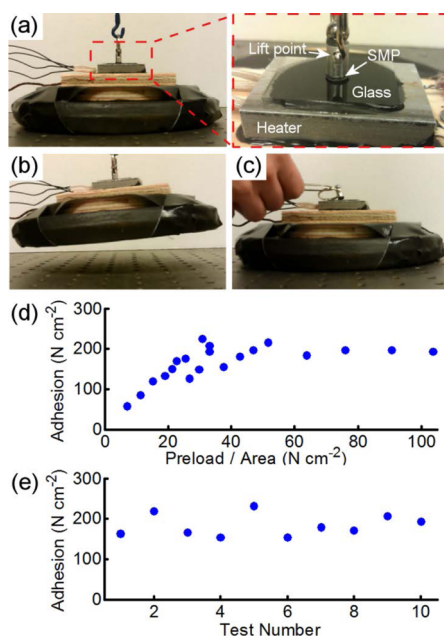 (a)
Lift point
SMP
Glass
Heater
(b)
(c)
(d)
Adhesion (N cm-2)
300
200
100
0
0 20 40 60 80 100
Preload / Area (N cm-2)
(e)
Adhesion (N cm-2)
300
200
100
0
2 4 6 8 10
Test Number